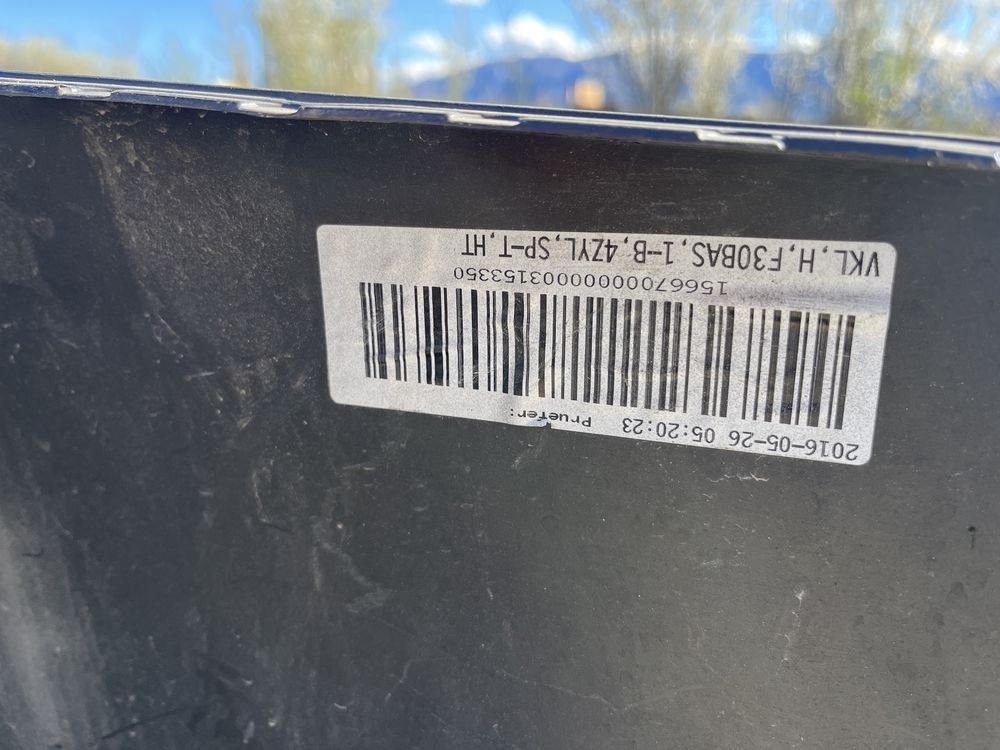 2016-05-26 05:20:23 Pruefer:
15667000000003153350
VKL,H,F30BAS,1-B,4ZYL,SP-T,HT